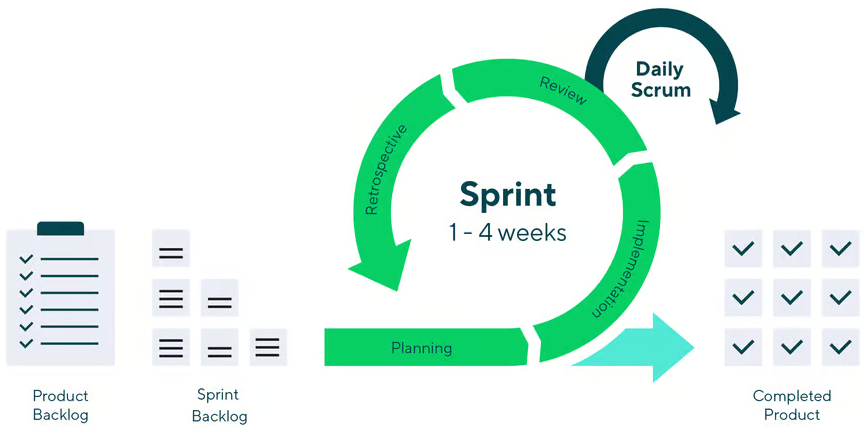 Daily
Scrum
Review
Retrospective
Sprint
1 - 4 weeks
Implementation
Planning
Product
Backlog
Sprint
Backlog
Completed
Product